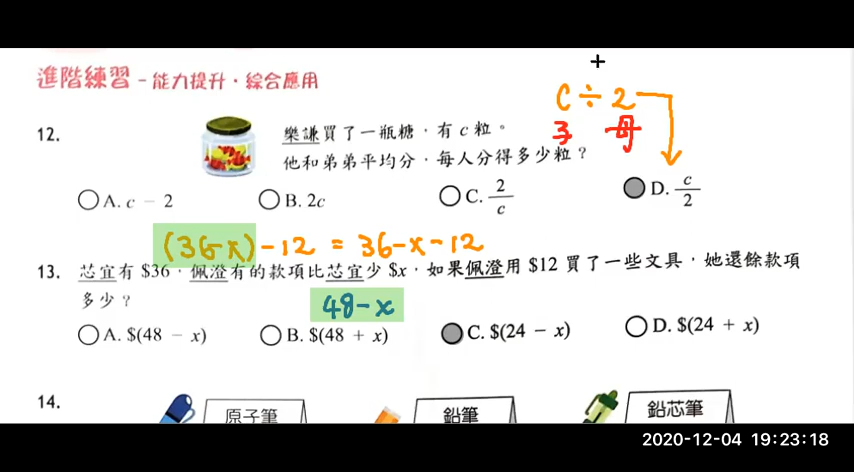 進階練習 - 能力提升．綜合應用
c ÷ 2
子 母
12. 樂謙買了一瓶糖，有 c 粒。
他和弟弟平均分，每人分得多少粒？
A. c − 2 B. 2c C. 2/c D. c/2
(36-x)-12 = 36-x-12
13. 芯宜有 $36，佩澄有的款項比芯宜少 $x，如果佩澄用 $12 買了一些文具，她還餘款項
多少？
48-x
A. $(48 − x) B. $(48 + x) C. $(24 − x) D. $(24 + x)
14. 原子筆 鉛筆 鉛芯筆
2020-12-04 19:23:18